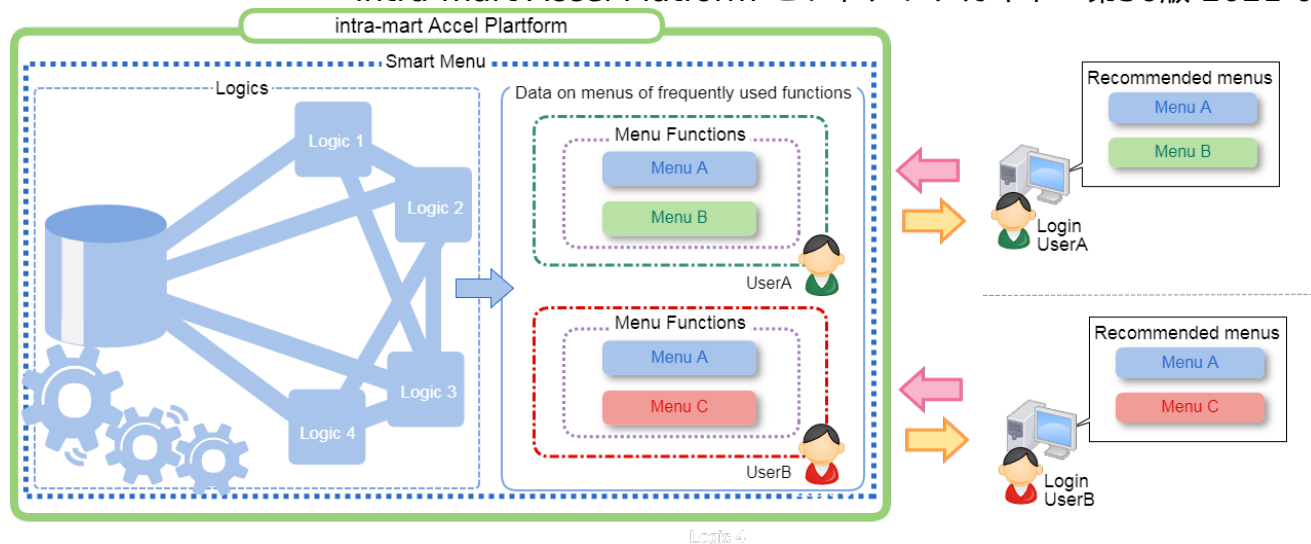 intra-mart Accel Plartform
Smart Menu
Logics
Logic 1
Logic 2
Logic 3
Logic 4
Data on menus of frequently used functions
Menu Functions
Menu A
Menu B
UserA
Menu Functions
Menu A
Menu C
UserB
Recommended menus
Menu A
Menu B
Login
UserA
Recommended menus
Menu A
Menu C
Login
UserB
Logic 4